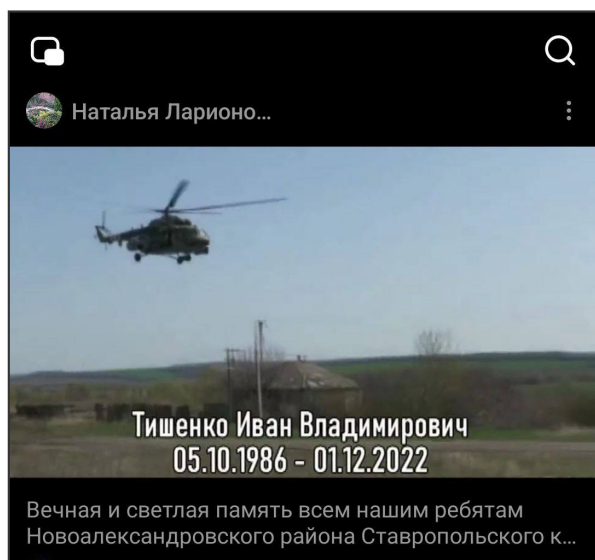 Наталья Ларионо...
Тишенко Иван Владимирович
05.10.1986 - 01.12.2022
Вечная и светлая память всем нашим ребятам
Новоалександровского района Ставропольского к...